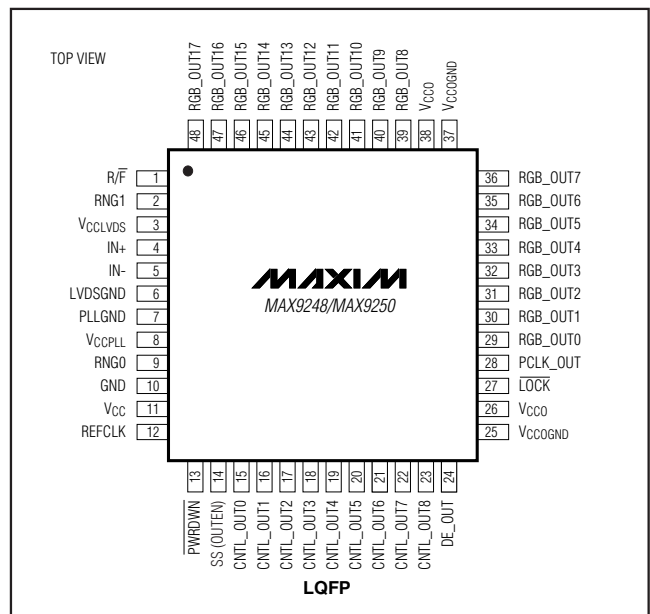 TOP VIEW
48 RGB_OUT17
47 RGB_OUT16
46 RGB_OUT15
45 RGB_OUT14
44 RGB_OUT13
43 RGB_OUT12
42 RGB_OUT11
41 RGB_OUT10
40 RGB_OUT9
39 RGB_OUT8
38 VCCO
37 VCCOGND
R/F̅ 1
RNG1 2
VCCLVDS 3
IN+ 4
IN- 5
LVDSGND 6
PLLGND 7
VCCPLL 8
RNG0 9
GND 10
VCC 11
REFCLK 12
MAXIM
MAX9248/MAX9250
36 RGB_OUT7
35 RGB_OUT6
34 RGB_OUT5
33 RGB_OUT4
32 RGB_OUT3
31 RGB_OUT2
30 RGB_OUT1
29 RGB_OUT0
28 PCLK_OUT
27 L̅O̅C̅K̅
26 VCCO
25 VCCOGND
P̅W̅R̅D̅W̅N̅ 13
SS (OUTEN) 14
CNTL_OUT0 15
CNTL_OUT1 16
CNTL_OUT2 17
CNTL_OUT3 18
CNTL_OUT4 19
CNTL_OUT5 20
CNTL_OUT6 21
CNTL_OUT7 22
CNTL_OUT8 23
DE_OUT 24
LQFP